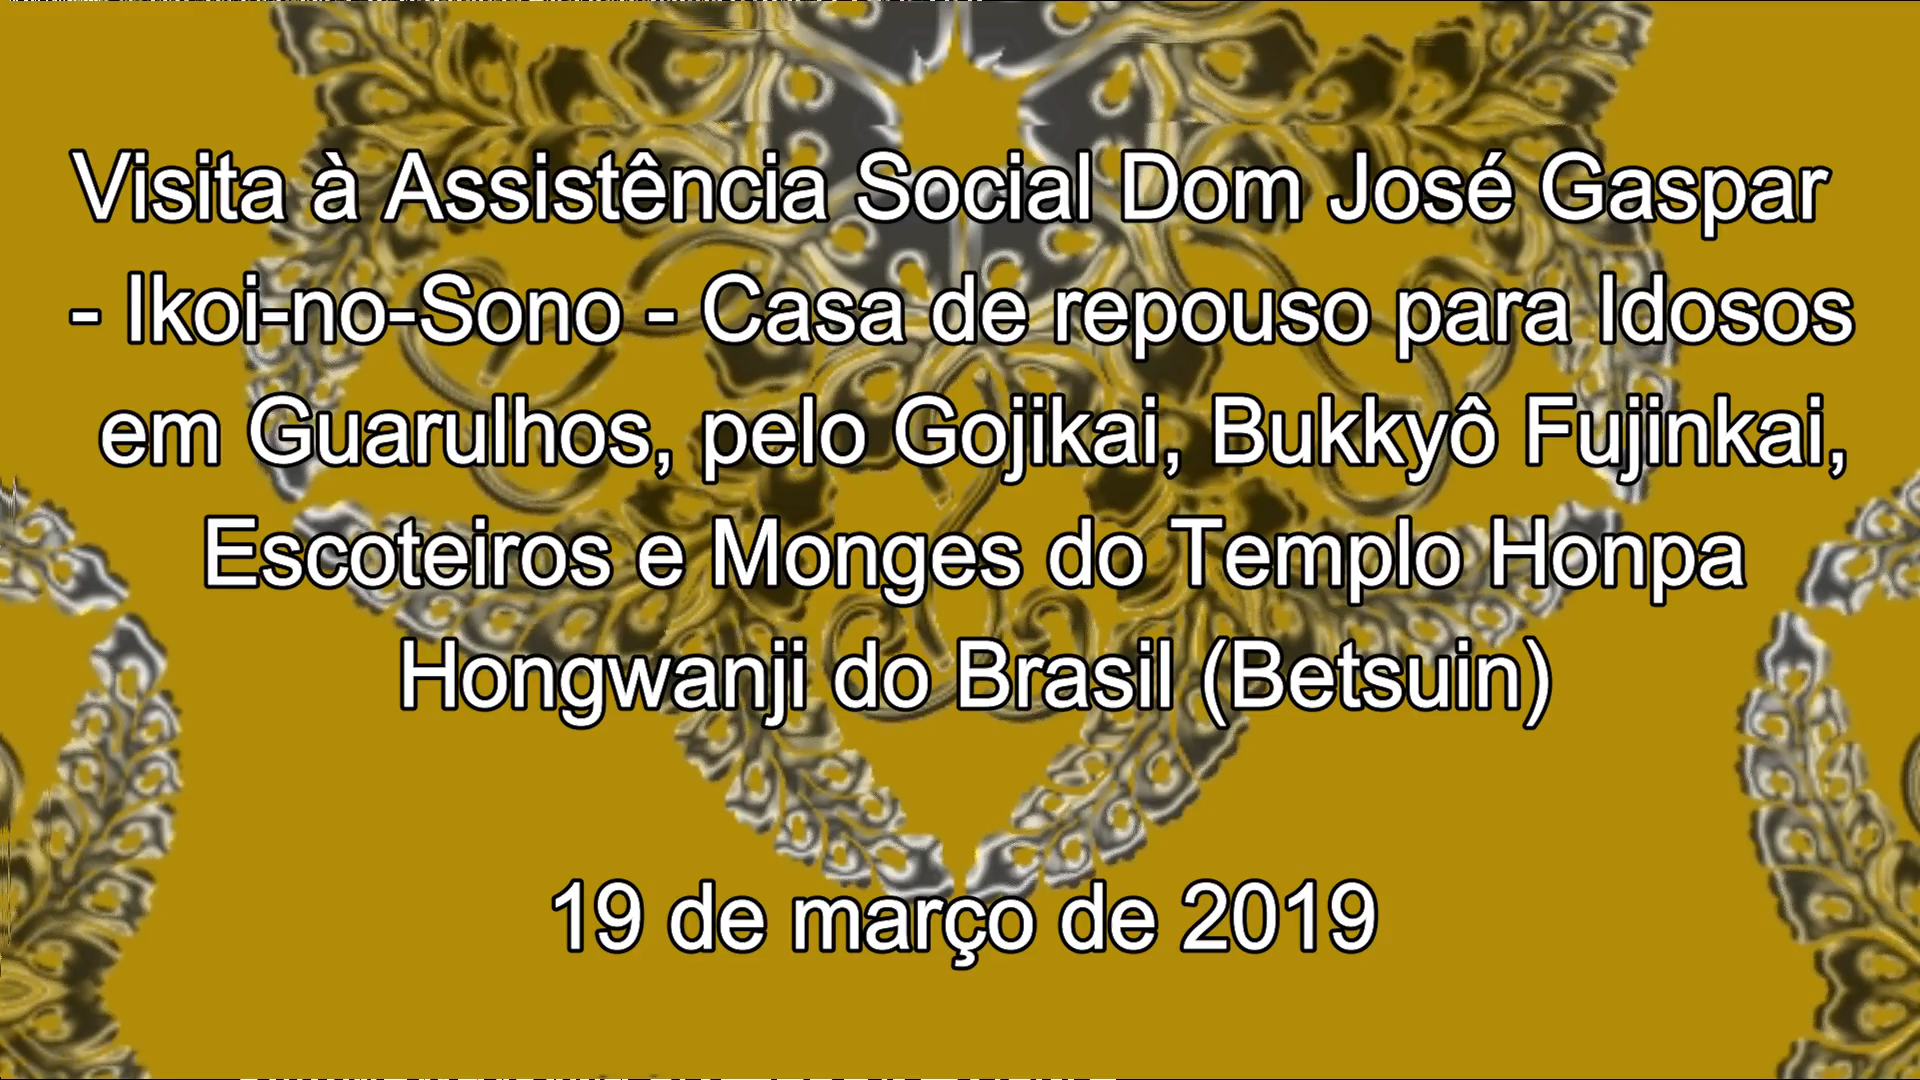 Visita à Assistência Social Dom José Gaspar
- Ikoi-no-Sono - Casa de repouso para Idosos
em Guarulhos, pelo Gojikai, Bukkyô Fujinkai,
Escoteiros e Monges do Templo Honpa
Hongwanji do Brasil (Betsuin)
19 de março de 2019